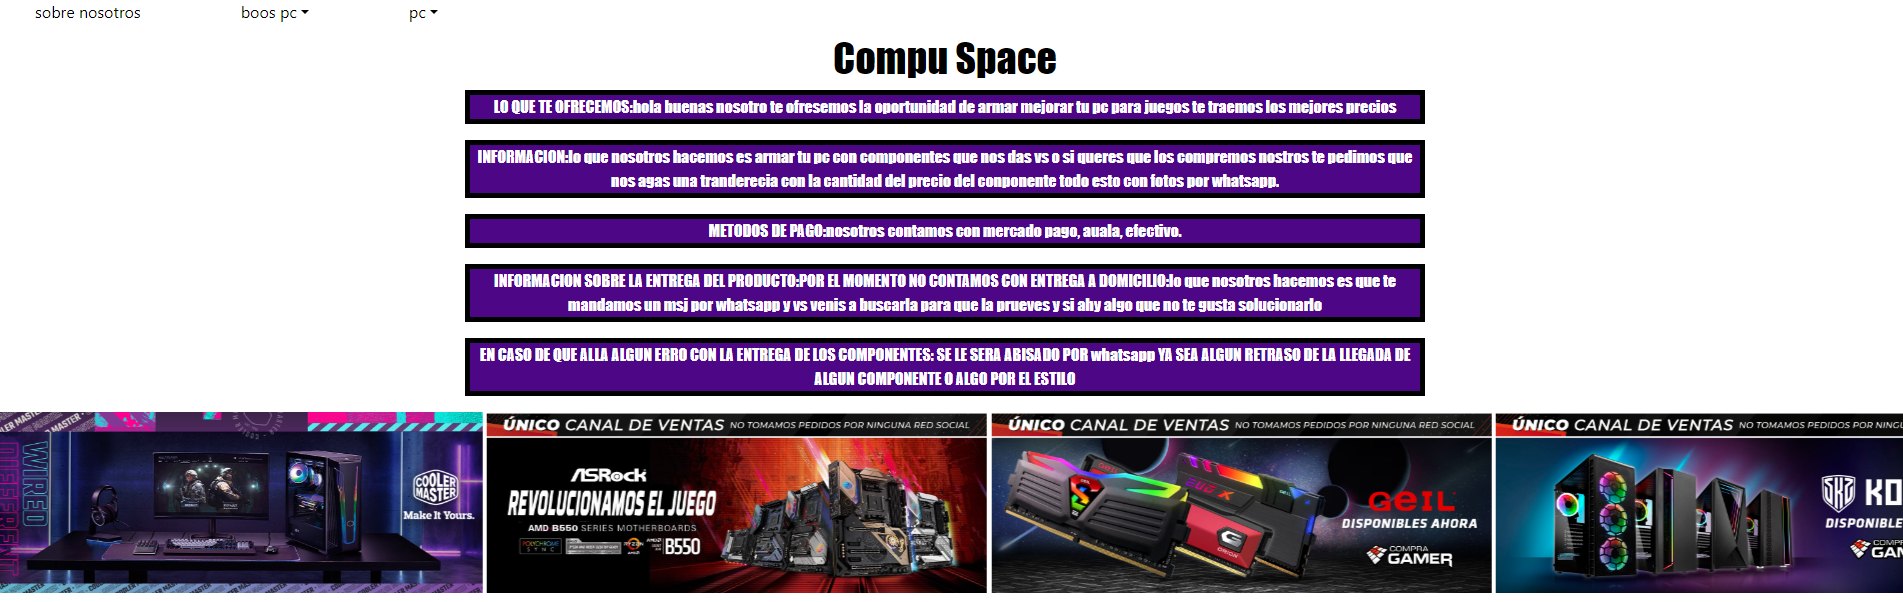 sobre nosotros
boos pc
pc
Compu Space
LO QUE TE OFRECEMOS:hola buenas nosotro te ofresemos la oportunidad de armar mejorar tu pc para juegos te traemos los mejores precios
INFORMACION:lo que nosotros hacemos es armar tu pc con componentes que nos das vs o si queres que los compremos nostros te pedimos que
nos agas una tranderecia con la cantidad del precio del conponente todo esto con fotos por whatsapp.
METODOS DE PAGO:nosotros contamos con mercado pago, auala, efectivo.
INFORMACION SOBRE LA ENTREGA DEL PRODUCTO:POR EL MOMENTO NO CONTAMOS CON ENTREGA A DOMICILIO:lo que nosotros hacemos es que te
mandamos un msj por whatsapp y vs venis a buscarla para que la prueves y si ahy algo que no te gusta solucionarlo
EN CASO DE QUE ALLA ALGUN ERRO CON LA ENTREGA DE LOS COMPONENTES: SE LE SERA ABISADO POR whatsapp YA SEA ALGUN RETRASO DE LA LLEGADA DE
ALGUN COMPONENTE O ALGO POR EL ESTILO
WIRED
DIFFERENT
COOLER
MASTER
Make It Yours.
ÚNICO CANAL DE VENTAS NO TOMAMOS PEDIDOS POR NINGUNA RED SOCIAL
ASRock
REVOLUCIONAMOS EL JUEGO
AMD B550 SERIES MOTHERBOARDS
POLYCHROME
SYNC
RYZEN
B550
ÚNICO CANAL DE VENTAS NO TOMAMOS PEDIDOS POR NINGUNA RED SOCIAL
GEIL
DISPONIBLES AHORA
ORION
COMPRA
GAMER
ÚNICO CANAL DE VENTAS NO TOMAMOS PEDIDOS POR NINGU
KO
DISPONIBLE
COMP
GAM